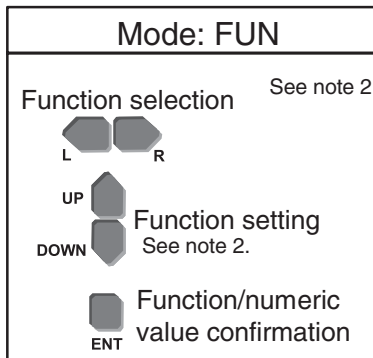 Mode: FUN
See note 2
Function selection
L R
UP
Function setting
DOWN See note 2.
Function/numeric
ENT value confirmation